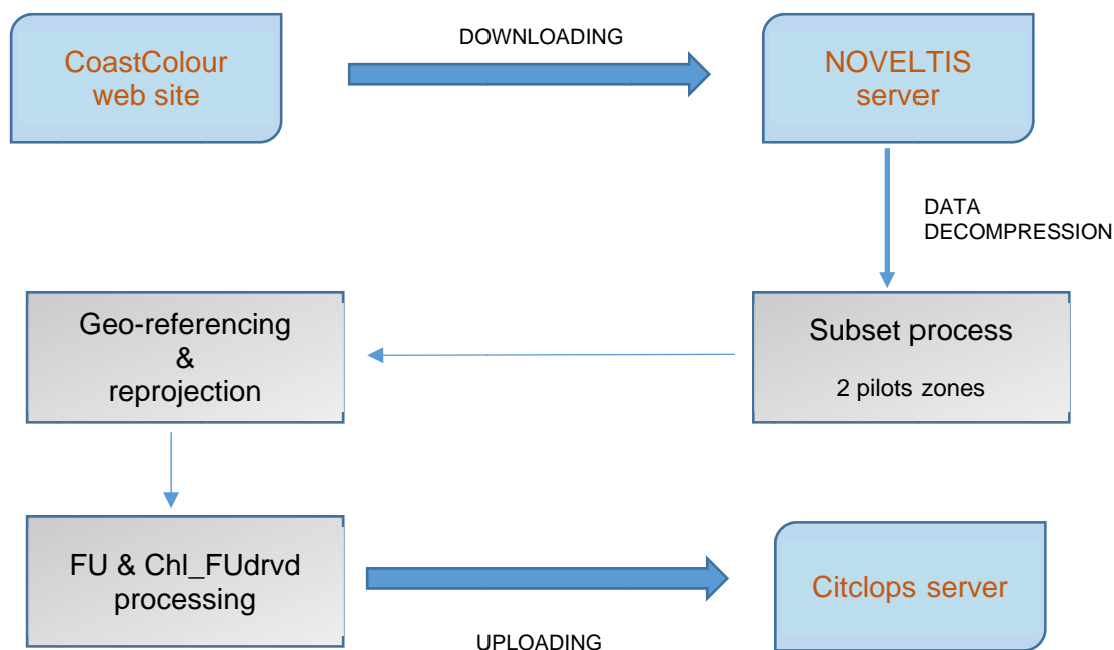 CoastColour
web site
DOWNLOADING
NOVELTIS
server
DATA
DECOMPRESSION
Subset process
2 pilots zones
Geo-referencing
&
reprojection
FU & Chl_FUdrvd
processing
UPLOADING
Citclops server